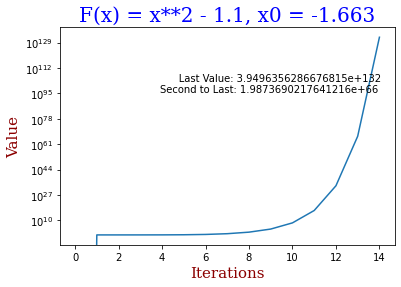 F(x) = x**2 - 1.1, x0 = -1.663
10^129
10^112
10^95
10^78
10^61
10^44
10^27
10^10
Last Value: 3.9496356286676815e+132
Second to Last: 1.9873690217641216e+66
Value
0 2 4 6 8 10 12 14
Iterations